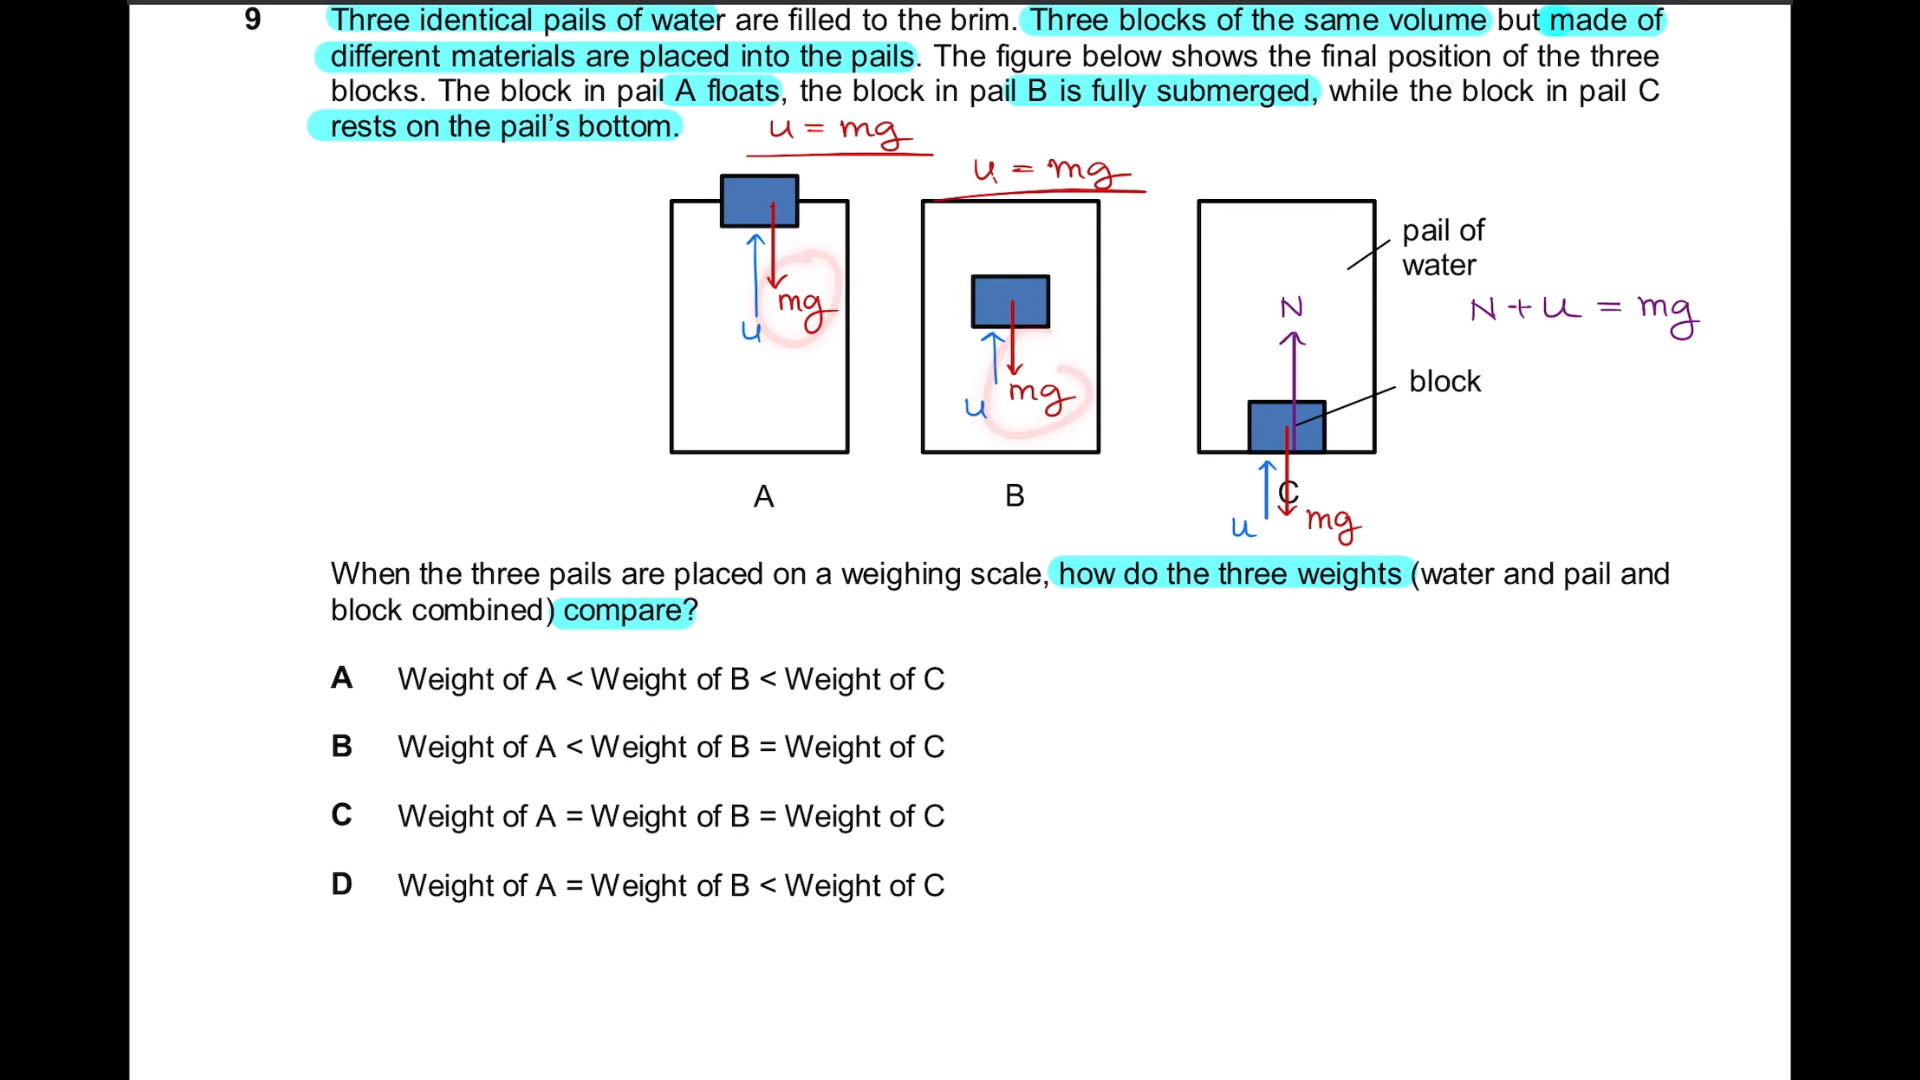 9 Three identical pails of water are filled to the brim. Three blocks of the same volume but made of
different materials are placed into the pails. The figure below shows the final position of the three
blocks. The block in pail A floats, the block in pail B is fully submerged, while the block in pail C
rests on the pail's bottom.
u = mg
u = mg
pail of
water
mg
u
N
N + u = mg
mg
u
block
A
B
C
u
mg
When the three pails are placed on a weighing scale, how do the three weights (water and pail and
block combined) compare?
A Weight of A < Weight of B < Weight of C
B Weight of A < Weight of B = Weight of C
C Weight of A = Weight of B = Weight of C
D Weight of A = Weight of B < Weight of C